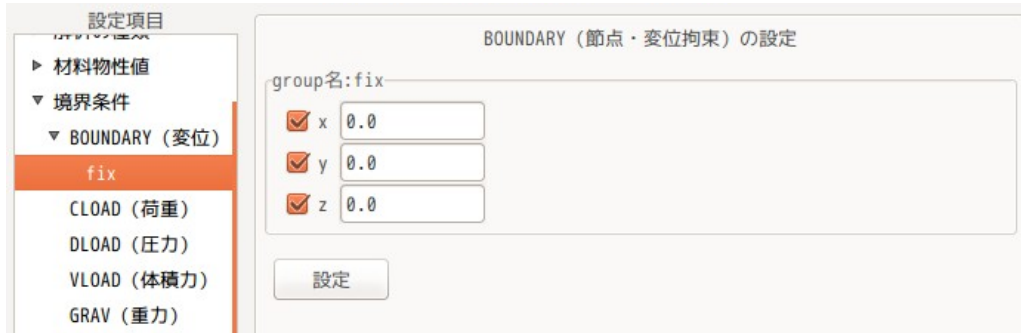 設定項目
材料物性値
境界条件
BOUNDARY (変位)
fix
CLOAD (荷重)
DLOAD (圧力)
VLOAD (体積力)
GRAV (重力)
BOUNDARY (節点・変位拘束) の設定
group名:fix
x 0.0
y 0.0
z 0.0
設定